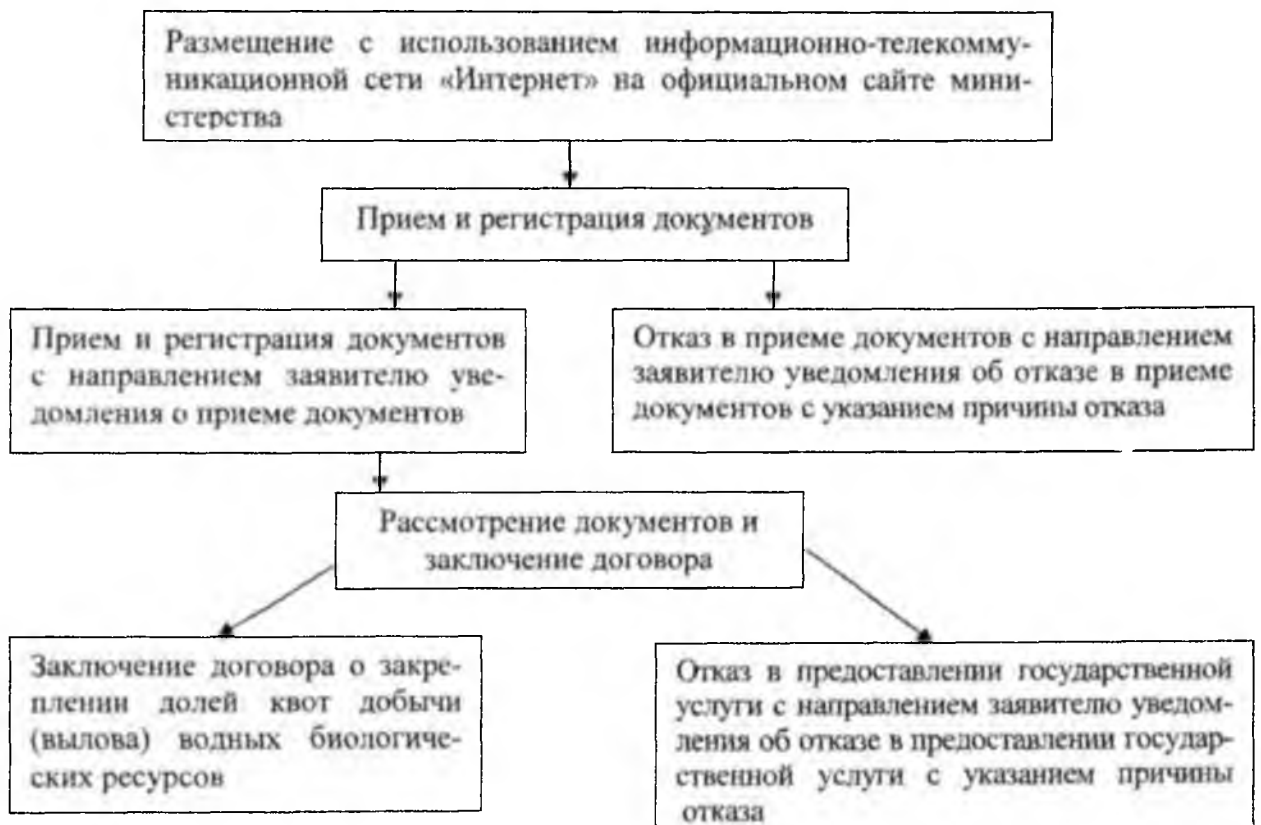 Размещение с использованием информационно-телекомму-
никационной сети «Интернет» на официальном сайте мини-
стерства
Прием и регистрация документов
Прием и регистрация документов
с направлением заявителю уве-
домления о приеме документов
Отказ в приеме документов с направлением
заявителю уведомления об отказе в приеме
документов с указанием причины отказа
Рассмотрение документов и
заключение договора
Заключение договора о закре-
плении долей квот добычи
(вылова) водных биологиче-
ских ресурсов
Отказ в предоставлении государственной
услуги с направлением заявителю уведом-
ления об отказе в предоставлении государ-
ственной услуги с указанием причины
отказа